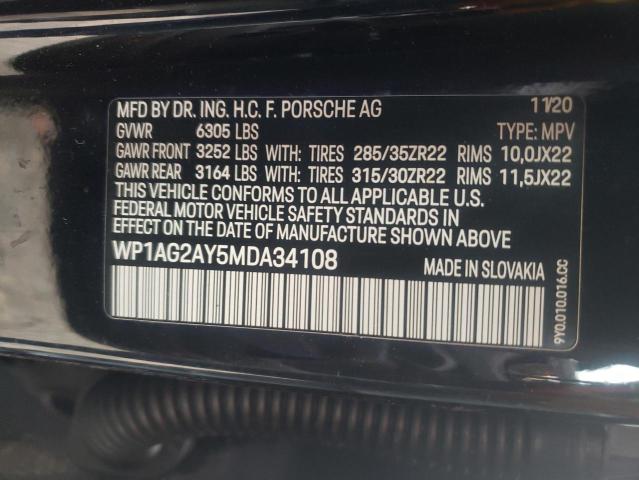 MFD BY DR. ING. H.C. F. PORSCHE AG 11/20
GVWR 6305 LBS TYPE: MPV
GAWR FRONT 3252 LBS WITH: TIRES 285/35ZR22 RIMS 10,0JX22
GAWR REAR 3164 LBS WITH: TIRES 315/30ZR22 RIMS 11,5JX22
THIS VEHICLE CONFORMS TO ALL APPLICABLE U.S.
FEDERAL MOTOR VEHICLE SAFETY STANDARDS IN
EFFECT ON THE DATE OF MANUFACTURE SHOWN ABOVE.
WP1AG2AY5MDA34108 MADE IN SLOVAKIA
9Y0.010.016.CC